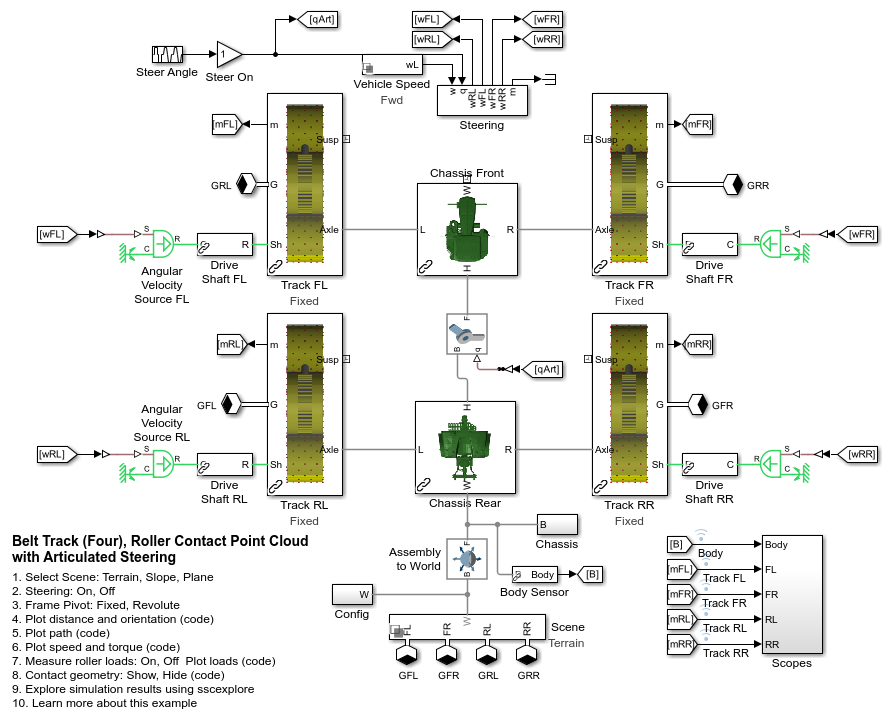 [qArt]
[wFL]
[wFR]
[wRL]
[wRR]
1
Steer Angle
Steer On
wL
Vehicle Speed
Fwd
w
q
wRL
wFL
wFR
wRR
m
Steering
[mFL]
m
Susp
GRL
G
Axle
[wFL]
S
C
R
R
Sh
Angular
Velocity
Source FL
Drive
Shaft FL
Track FL
Fixed
Chassis Front
W
L
R
H
[mFR]
m
Susp
GRR
G
Axle
[wFR]
S
C
R
C
Sh
Drive
Shaft FR
Track FR
Fixed
F
B
q
[qArt]
[mRL]
m
Susp
GFL
G
Axle
[wRL]
S
C
R
R
Sh
Angular
Velocity
Source RL
Drive
Shaft RL
Track RL
Fixed
H
L
R
W
Chassis Rear
[mRR]
m
Susp
GFR
G
Axle
[wRR]
S
C
R
C
Sh
Drive
Shaft RR
Track RR
Fixed
B
Chassis
Assembly
to World
F
B
Body
[B]
Body Sensor
W
Config
W
FL
FR
RL
RR
Scene
Terrain
GFL
GFR
GRL
GRR
Belt Track (Four), Roller Contact Point Cloud
with Articulated Steering
1. Select Scene: Terrain, Slope, Plane
2. Steering: On, Off
3. Frame Pivot: Fixed, Revolute
4. Plot distance and orientation (code)
5. Plot path (code)
6. Plot speed and torque (code)
7. Measure roller loads: On, Off Plot loads (code)
8. Contact geometry: Show, Hide (code)
9. Explore simulation results using sscexplore
10. Learn more about this example
[B]
Body
Body
[mFL]
Track FL
FL
[mFR]
Track FR
FR
[mRL]
Track RL
RL
[mRR]
Track RR
RR
Scopes